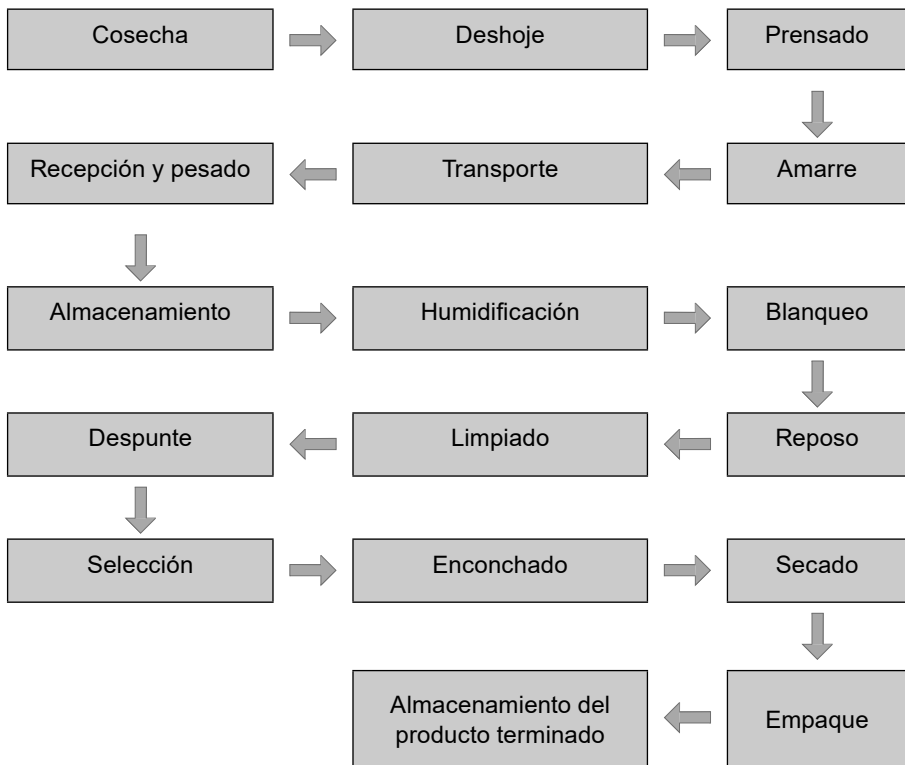 Cosecha
Deshoje
Prensado
Recepción y pesado
Transporte
Amarre
Almacenamiento
Humidificación
Blanqueo
Despunte
Limpiado
Reposo
Selección
Enconchado
Secado
Almacenamiento del
producto terminado
Empaque